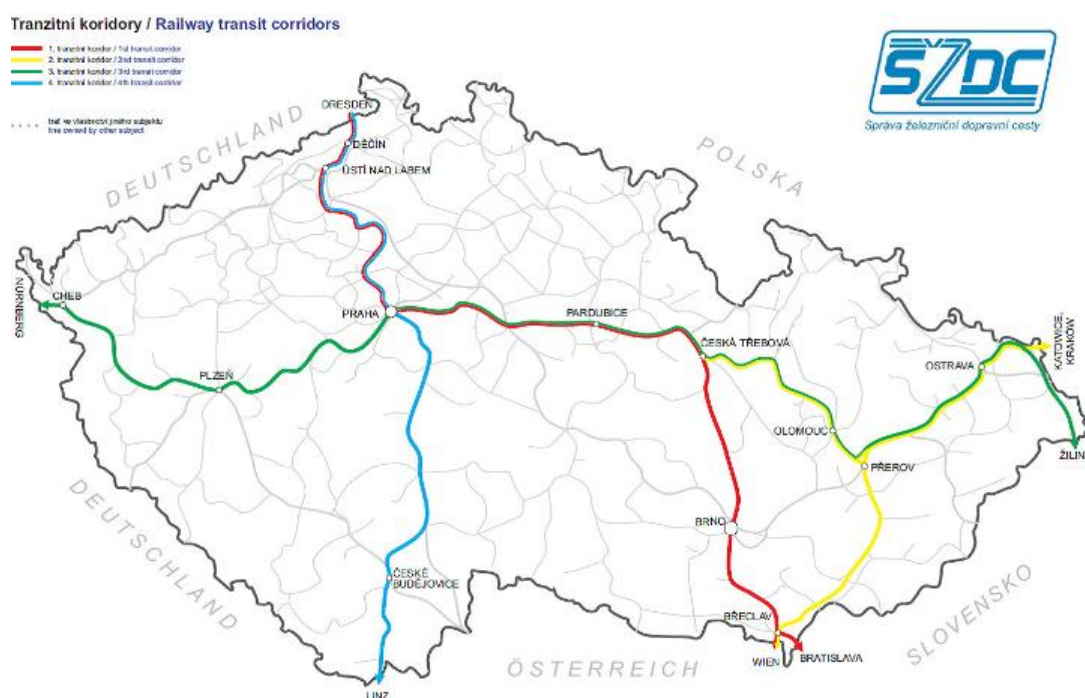 Tranzitní koridory / Railway transit corridors
1. tranzitní koridor / 1st transit corridor
2. tranzitní koridor / 2nd transit corridor
3. tranzitní koridor / 3rd transit corridor
4. tranzitní koridor / 4th transit corridor
trať ve vlastnictví jiného subjektu
line owned by other subject
SŽDC
Správa železniční dopravní cesty
DRESDEN
DĚČÍN
ÚSTÍ NAD LABEM
DEUTSCHLAND
POLSKA
NÜRNBERG
CHEB
PRAHA
PARDUBICE
ČESKÁ TŘEBOVÁ
KATOWICE,
KRAKÓW
OSTRAVA
PLZEŇ
OLOMOUC
ŽILIN
PŘEROV
DEUTSCHLAND
BRNO
ČESKÉ
BUDĚJOVICE
SLOVENSKO
BŘECLAV
WIEN
BRATISLAVA
ÖSTERREICH
LINZ